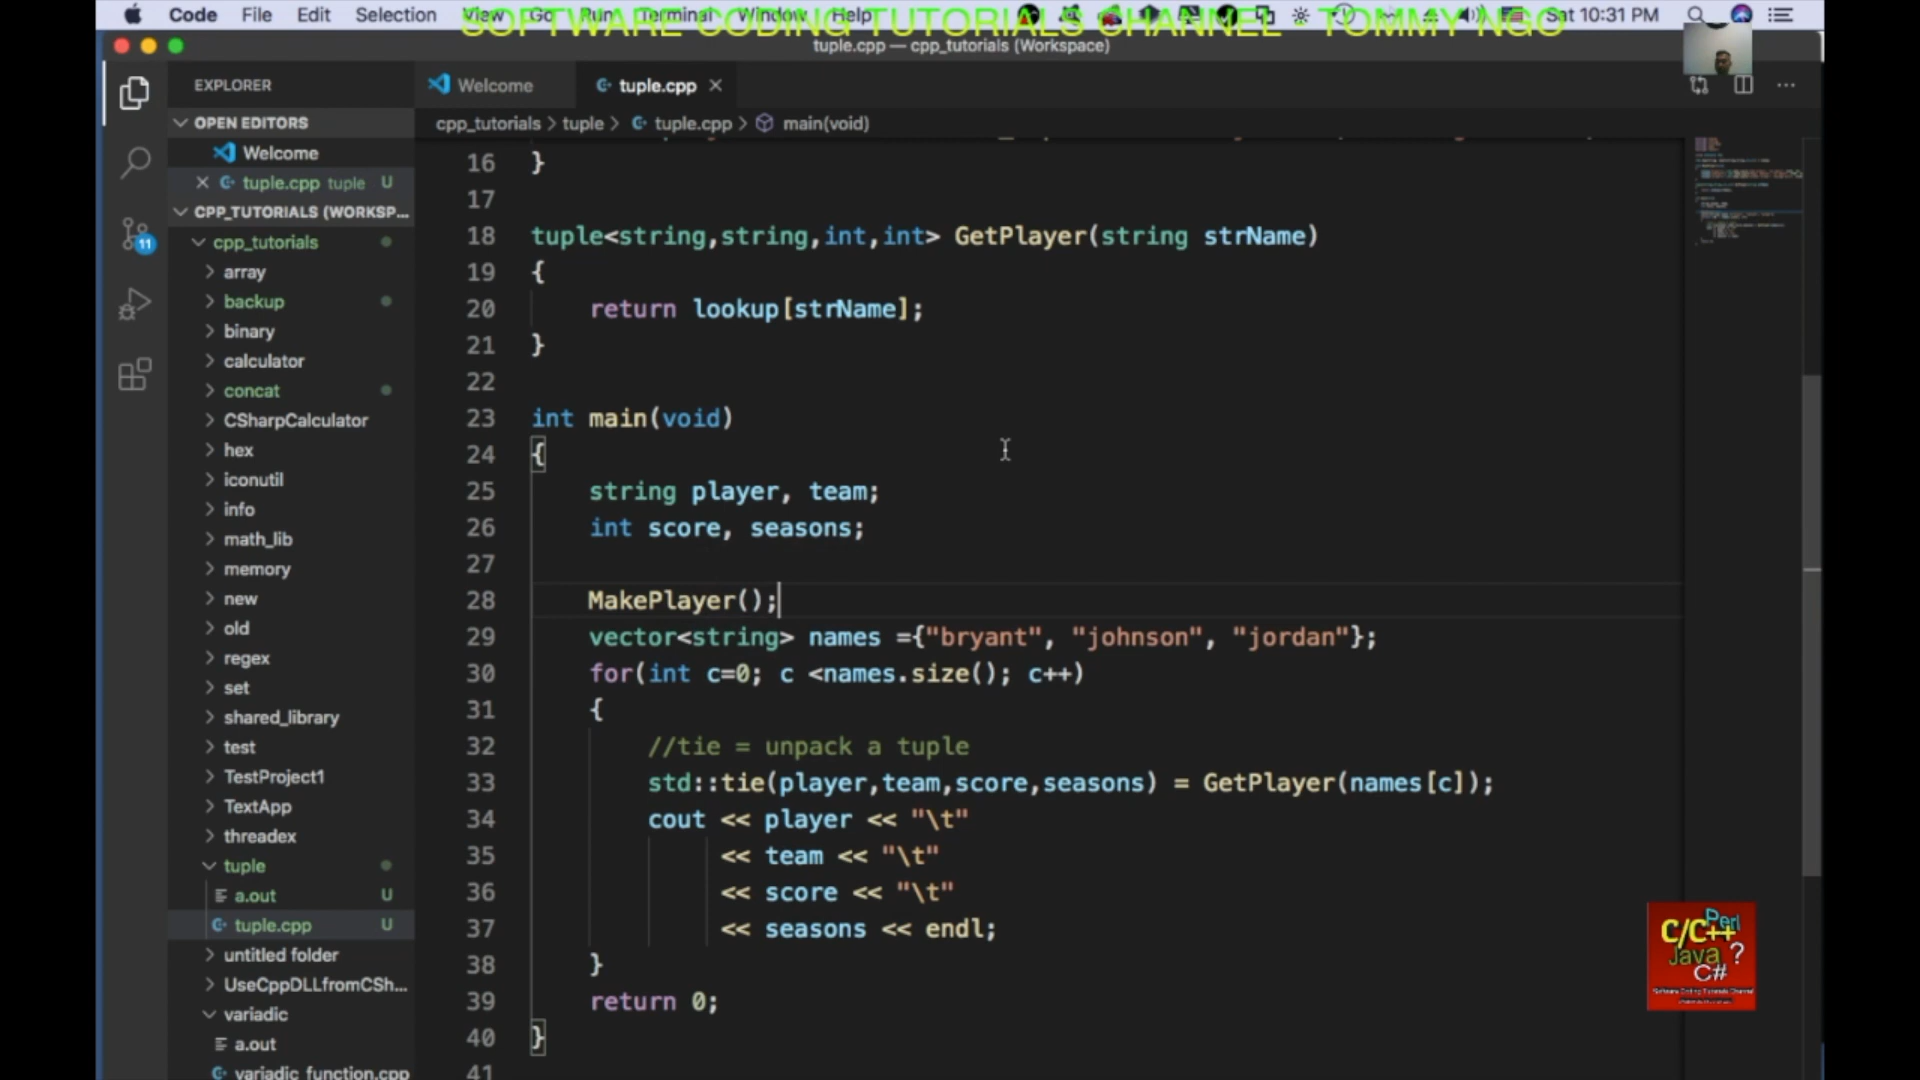 Code File Edit Selection View Go Run Terminal Window Help Sat 10:31 PM
SOFTWARE CODING TUTORIALS CHANNEL - TOMMY NGO
tuple.cpp — cpp_tutorials (Workspace)
EXPLORER
Welcome
tuple.cpp
OPEN EDITORS
cpp_tutorials > tuple > tuple.cpp > main(void)
Welcome
tuple.cpp tuple U
CPP_TUTORIALS (WORKSP...
cpp_tutorials
array
backup
binary
calculator
concat
CSharpCalculator
hex
iconutil
info
math_lib
memory
new
old
regex
set
shared_library
test
TestProject1
TextApp
threadex
tuple
a.out U
tuple.cpp U
untitled folder
UseCppDLLfromCSh...
variadic
a.out
variadic_function.cpp
11
16 }
17
18 tuple<string,string,int,int> GetPlayer(string strName)
19 {
20 return lookup[strName];
21 }
22
23 int main(void)
24 {
25 string player, team;
26 int score, seasons;
27
28 MakePlayer();
29 vector<string> names ={"bryant", "johnson", "jordan"};
30 for(int c=0; c <names.size(); c++)
31 {
32 //tie = unpack a tuple
33 std::tie(player,team,score,seasons) = GetPlayer(names[c]);
34 cout << player << "\t"
35 << team << "\t"
36 << score << "\t"
37 << seasons << endl;
38 }
39 return 0;
40 }
41
C/C++ Perl
Java ?
C#
Software Coding Tutorials Channel